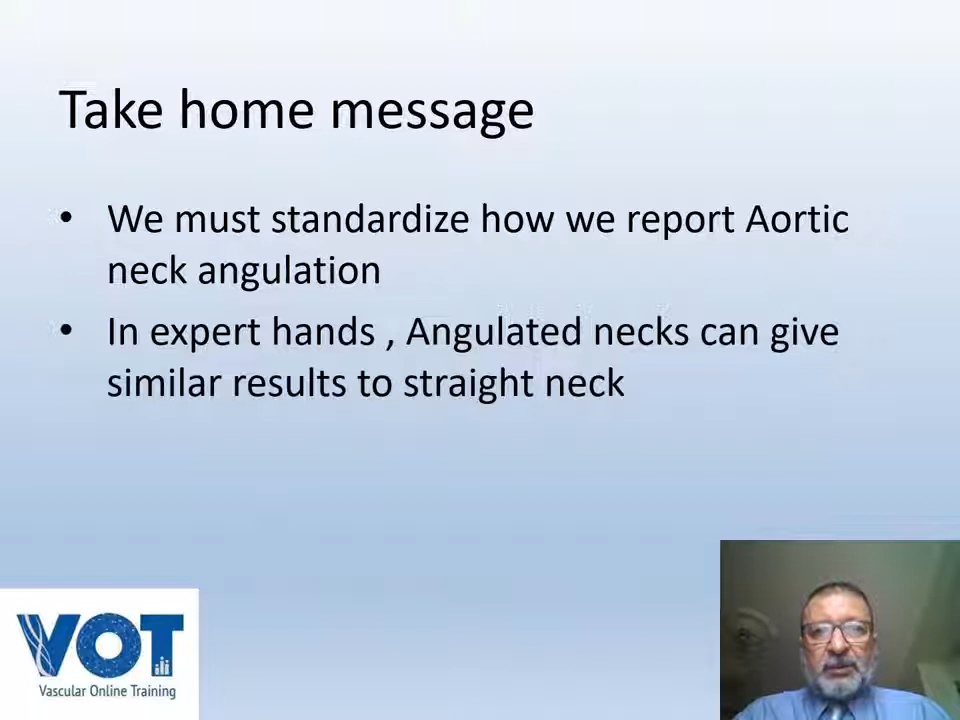 Take home message
• We must standardize how we report Aortic
neck angulation
• In expert hands , Angulated necks can give
similar results to straight neck
VOT
Vascular Online Training